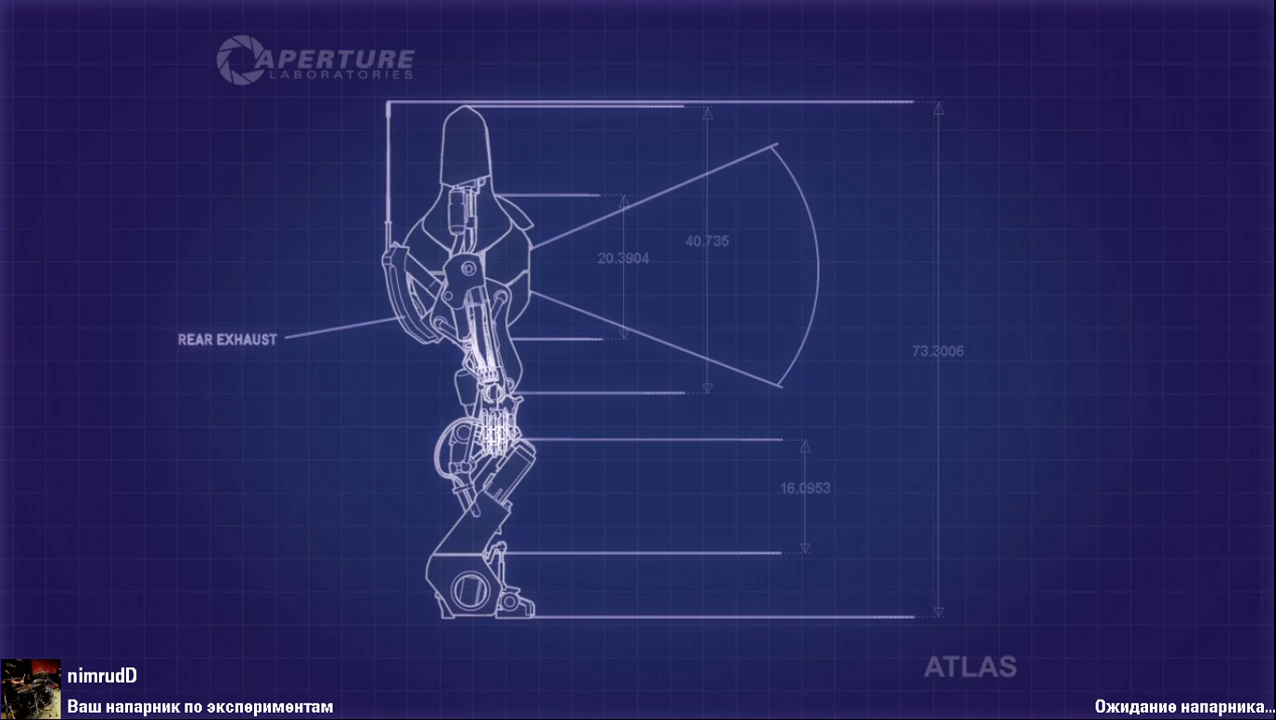 APERTURE
LABORATORIES
40.735
20.3904
REAR EXHAUST
73.3006
16.0953
ATLAS
nimrudD
Ваш напарник по экспериментам
Ожидание напарника...